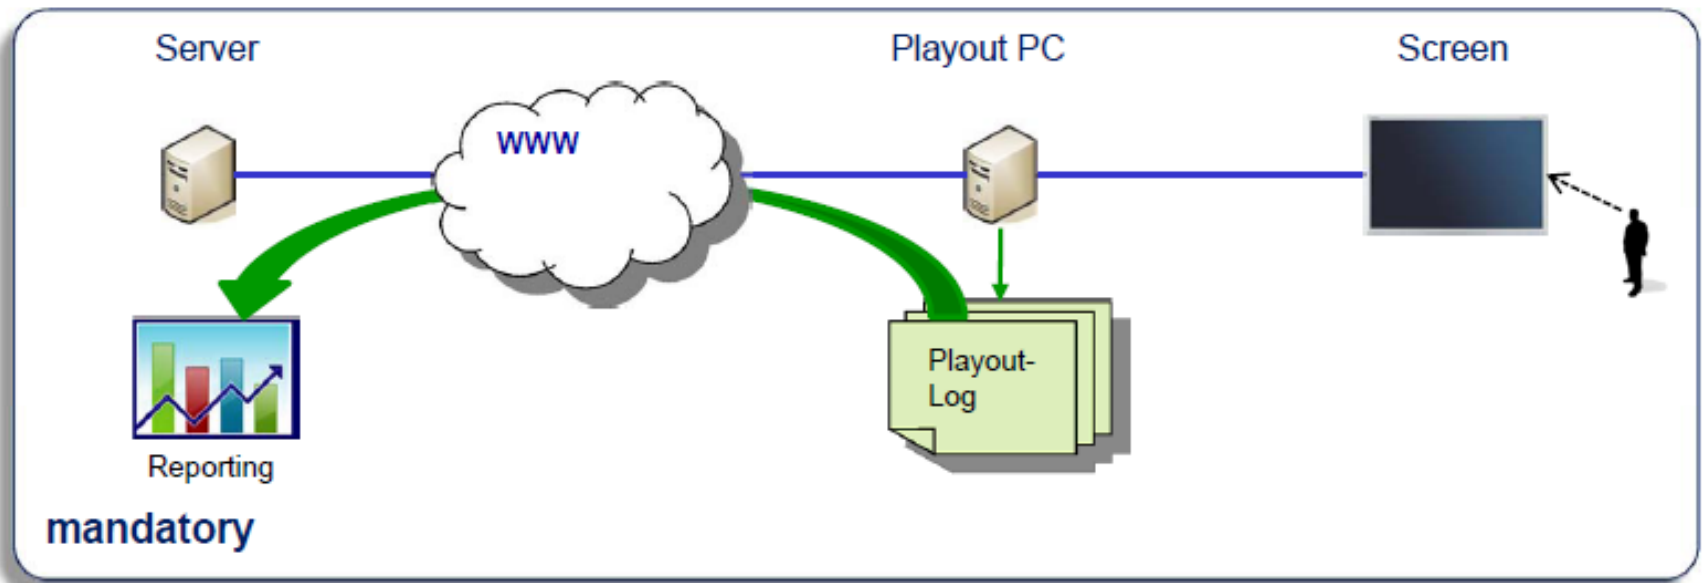 Server
Playout PC
Screen
www
Playout-
Log
Reporting
mandatory